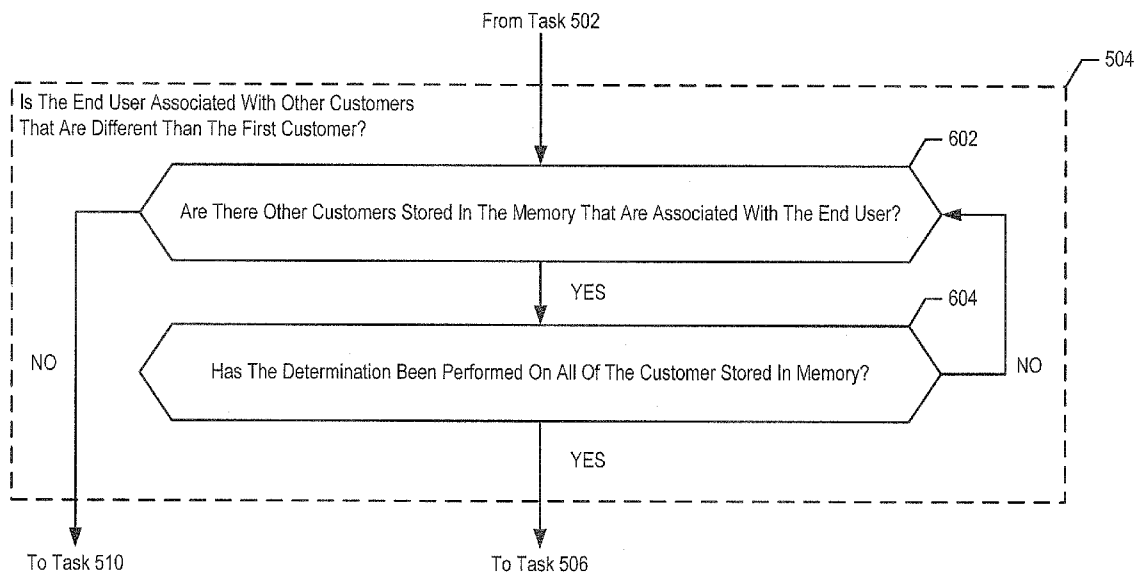 From Task 502
504
Is The End User Associated With Other Customers
That Are Different Than The First Customer?
602
Are There Other Customers Stored In The Memory That Are Associated With The End User?
YES
604
NO
Has The Determination Been Performed On All Of The Customer Stored In Memory?
NO
YES
To Task 510
To Task 506